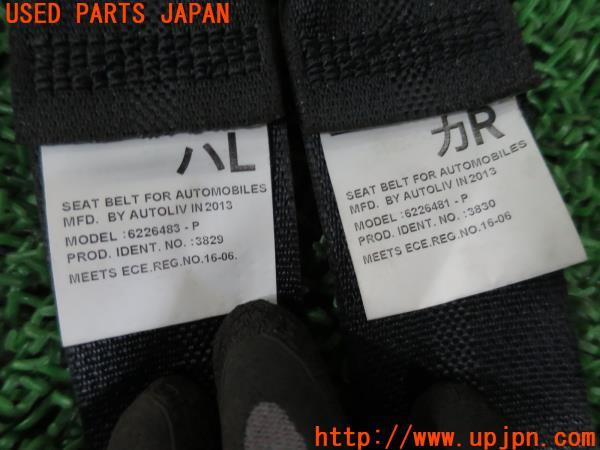 USED PARTS JAPAN
ハL
SEAT BELT FOR AUTOMOBILES
MFD. BY AUTOLIV IN 2013
MODEL :6226483 - P
PROD. IDENT. NO. :3829
MEETS ECE.REG.NO.16-06.
カR
SEAT BELT FOR AUTOMOBILES
MFD. BY AUTOLIV IN 2013
MODEL :6226481 - P
PROD. IDENT. NO. :3830
MEETS ECE.REG.NO.16-06
http://www.upjpn.com/